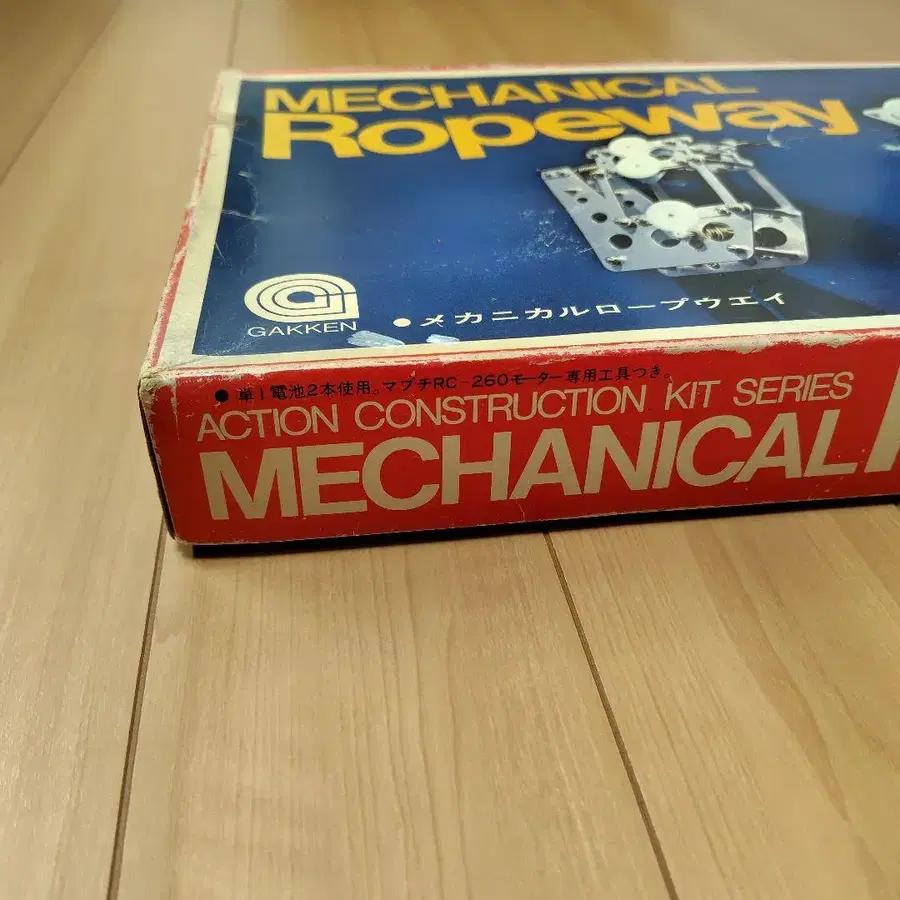 MECHANICAL
Ropeway
GAKKEN
●メカニカルロープウエイ
●単1電池2本使用。マブチRC-260モーター専用工具つき。
ACTION CONSTRUCTION KIT SERIES
MECHANICAL